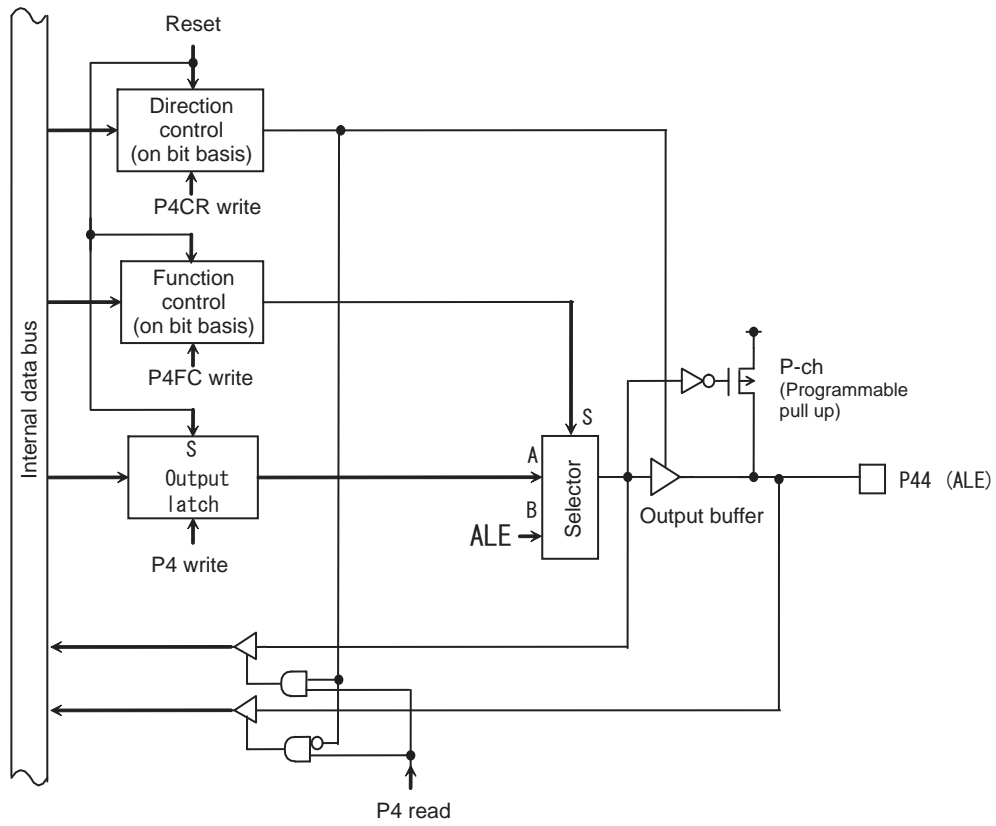 Reset
Direction
control
(on bit basis)
P4CR write
Function
control
(on bit basis)
P4FC write
Internal data bus
S
Output
latch
P4 write
A
B
S
ALE
Selector
Output buffer
P-ch
(Programmable
pull up)
P44 (ALE)
P4 read